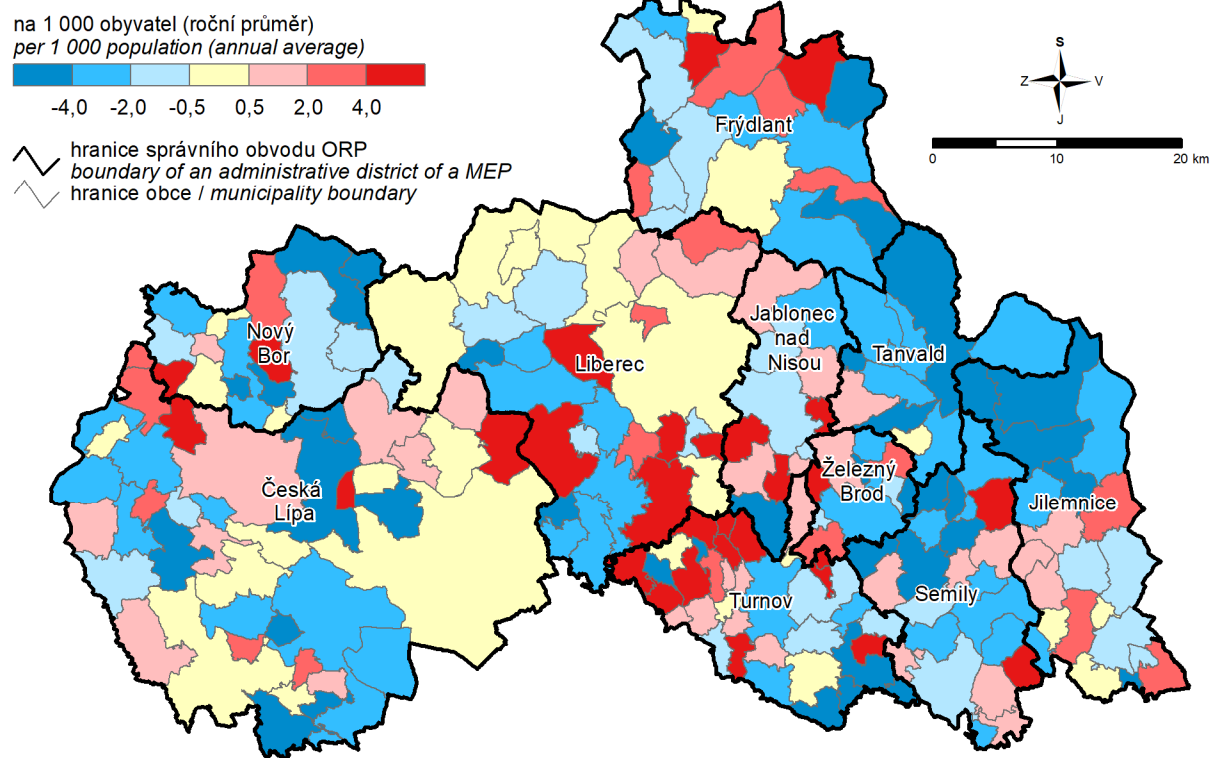 na 1 000 obyvatel (roční průměr)
per 1 000 population (annual average)
-4,0 -2,0 -0,5 0,5 2,0 4,0
hranice správního obvodu ORP
boundary of an administrative district of a MEP
hranice obce / municipality boundary
S
Z V
J
0 10 20 km
Frýdlant
Nový
Bor
Liberec
Jablonec
nad
Nisou
Tanvald
Česká
Lípa
Železný
Brod
Jilemnice
Turnov
Semily